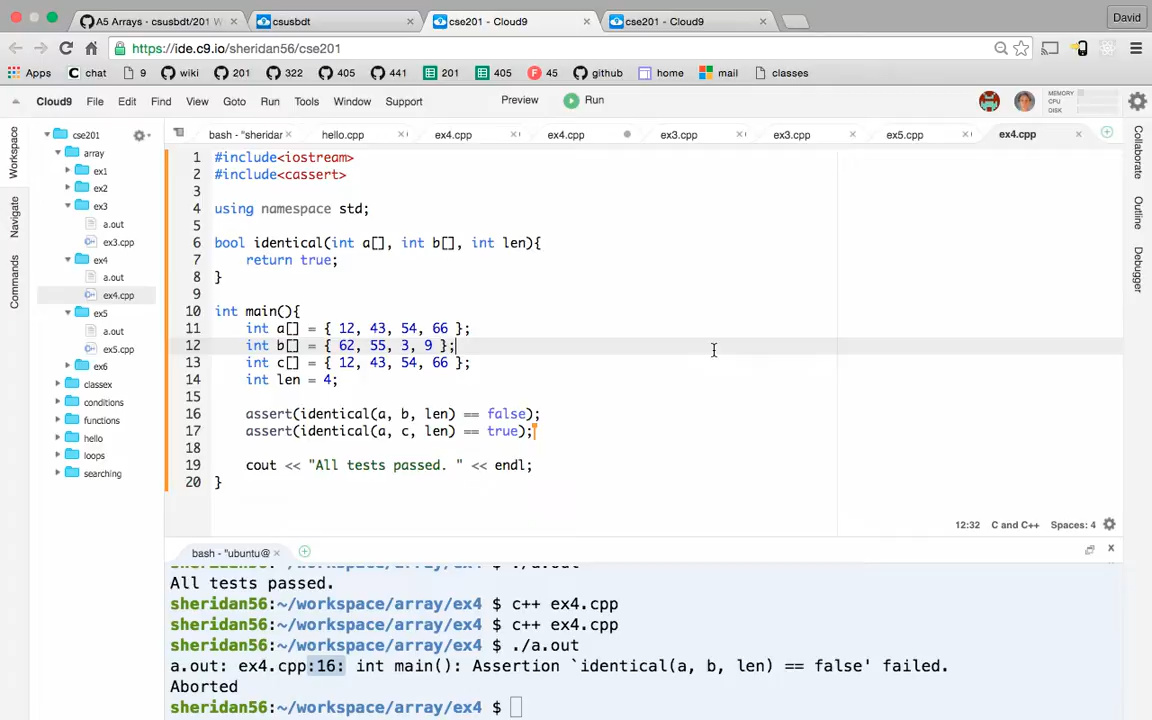 A5 Arrays · csusbdt/201 W
csusbdt
cse201 - Cloud9
cse201 - Cloud9
David
https://ide.c9.io/sheridan56/cse201
Apps
chat
9
wiki
201
322
405
441
201
405
45
github
home
mail
classes
Cloud9
File
Edit
Find
View
Goto
Run
Tools
Window
Support
Preview
Run
MEMORY
CPU
DISK
Workspace
Navigate
Commands
cse201
array
ex1
ex2
ex3
a.out
ex3.cpp
ex4
a.out
ex4.cpp
ex5
a.out
ex5.cpp
ex6
classex
conditions
functions
hello
loops
searching
bash - "sheridar
hello.cpp
ex4.cpp
ex4.cpp
ex3.cpp
ex3.cpp
ex5.cpp
ex4.cpp
1 #include<iostream>
2 #include<cassert>
3
4 using namespace std;
5
6 bool identical(int a[], int b[], int len){
7     return true;
8 }
9
10 int main(){
11     int a[] = { 12, 43, 54, 66 };
12     int b[] = { 62, 55, 3, 9 };
13     int c[] = { 12, 43, 54, 66 };
14     int len = 4;
15
16     assert(identical(a, b, len) == false);
17     assert(identical(a, c, len) == true);
18
19     cout << "All tests passed. " << endl;
20 }
12:32 C and C++ Spaces: 4
Collaborate
Outline
Debugger
bash - "ubuntu@
sheridan56:~/workspace/array/ex4 $ ./a.out
All tests passed.
sheridan56:~/workspace/array/ex4 $ c++ ex4.cpp
sheridan56:~/workspace/array/ex4 $ c++ ex4.cpp
sheridan56:~/workspace/array/ex4 $ ./a.out
a.out: ex4.cpp:16: int main(): Assertion `identical(a, b, len) == false' failed.
Aborted
sheridan56:~/workspace/array/ex4 $